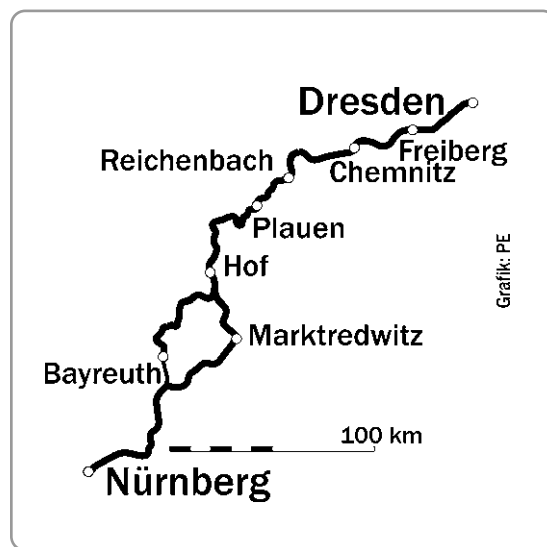 Dresden
Freiberg
Reichenbach
Chemnitz
Plauen
Hof
Grafik: PE
Marktredwitz
Bayreuth
100 km
Nürnberg